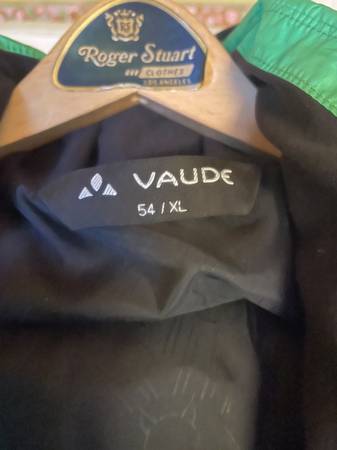 Roger Stuart
CLOTHES
LOS ANGELES
VAUDE
54 / XL